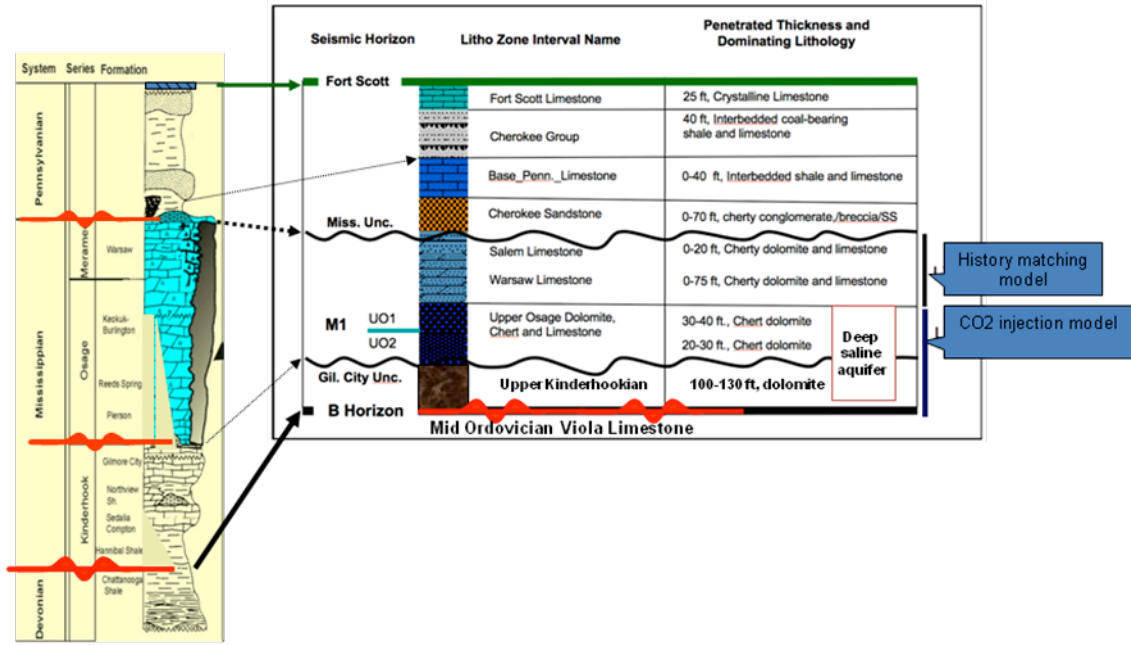 System Series Formation
Pennsylvanian
Mississippian
Devonian
Merame
Osage
Kinderhook
Warsaw
Keokuk-
Burlington
Reeds Spring
Pierson
Gilmore City
Northview
Sh.
Sedalia
Compton
Hannibal Shale
Chattanooga
Shale
Seismic Horizon
Litho Zone Interval Name
Penetrated Thickness and
Dominating Lithology
Fort Scott
Fort Scott Limestone
25 ft, Crystalline Limestone
Cherokee Group
40 ft, Interbedded coal-bearing
shale and limestone
Base_Penn._Limestone
0-40 ft, Interbedded shale and limestone
Cherokee Sandstone
0-70 ft, cherty conglomerate,/breccia/SS
Miss. Unc.
Salem Limestone
0-20 ft, Cherty dolomite and limestone
Warsaw Limestone
0-75 ft, Cherty dolomite and limestone
M1
UO1
UO2
Upper Osage Dolomite,
Chert and Limestone
30-40 ft., Chert dolomite
20-30 ft., Chert dolomite
Deep
saline
aquifer
Gil. City Unc.
Upper Kinderhookian
100-130 ft, dolomite
B Horizon
Mid Ordovician Viola Limestone
History matching
model
CO2 injection model